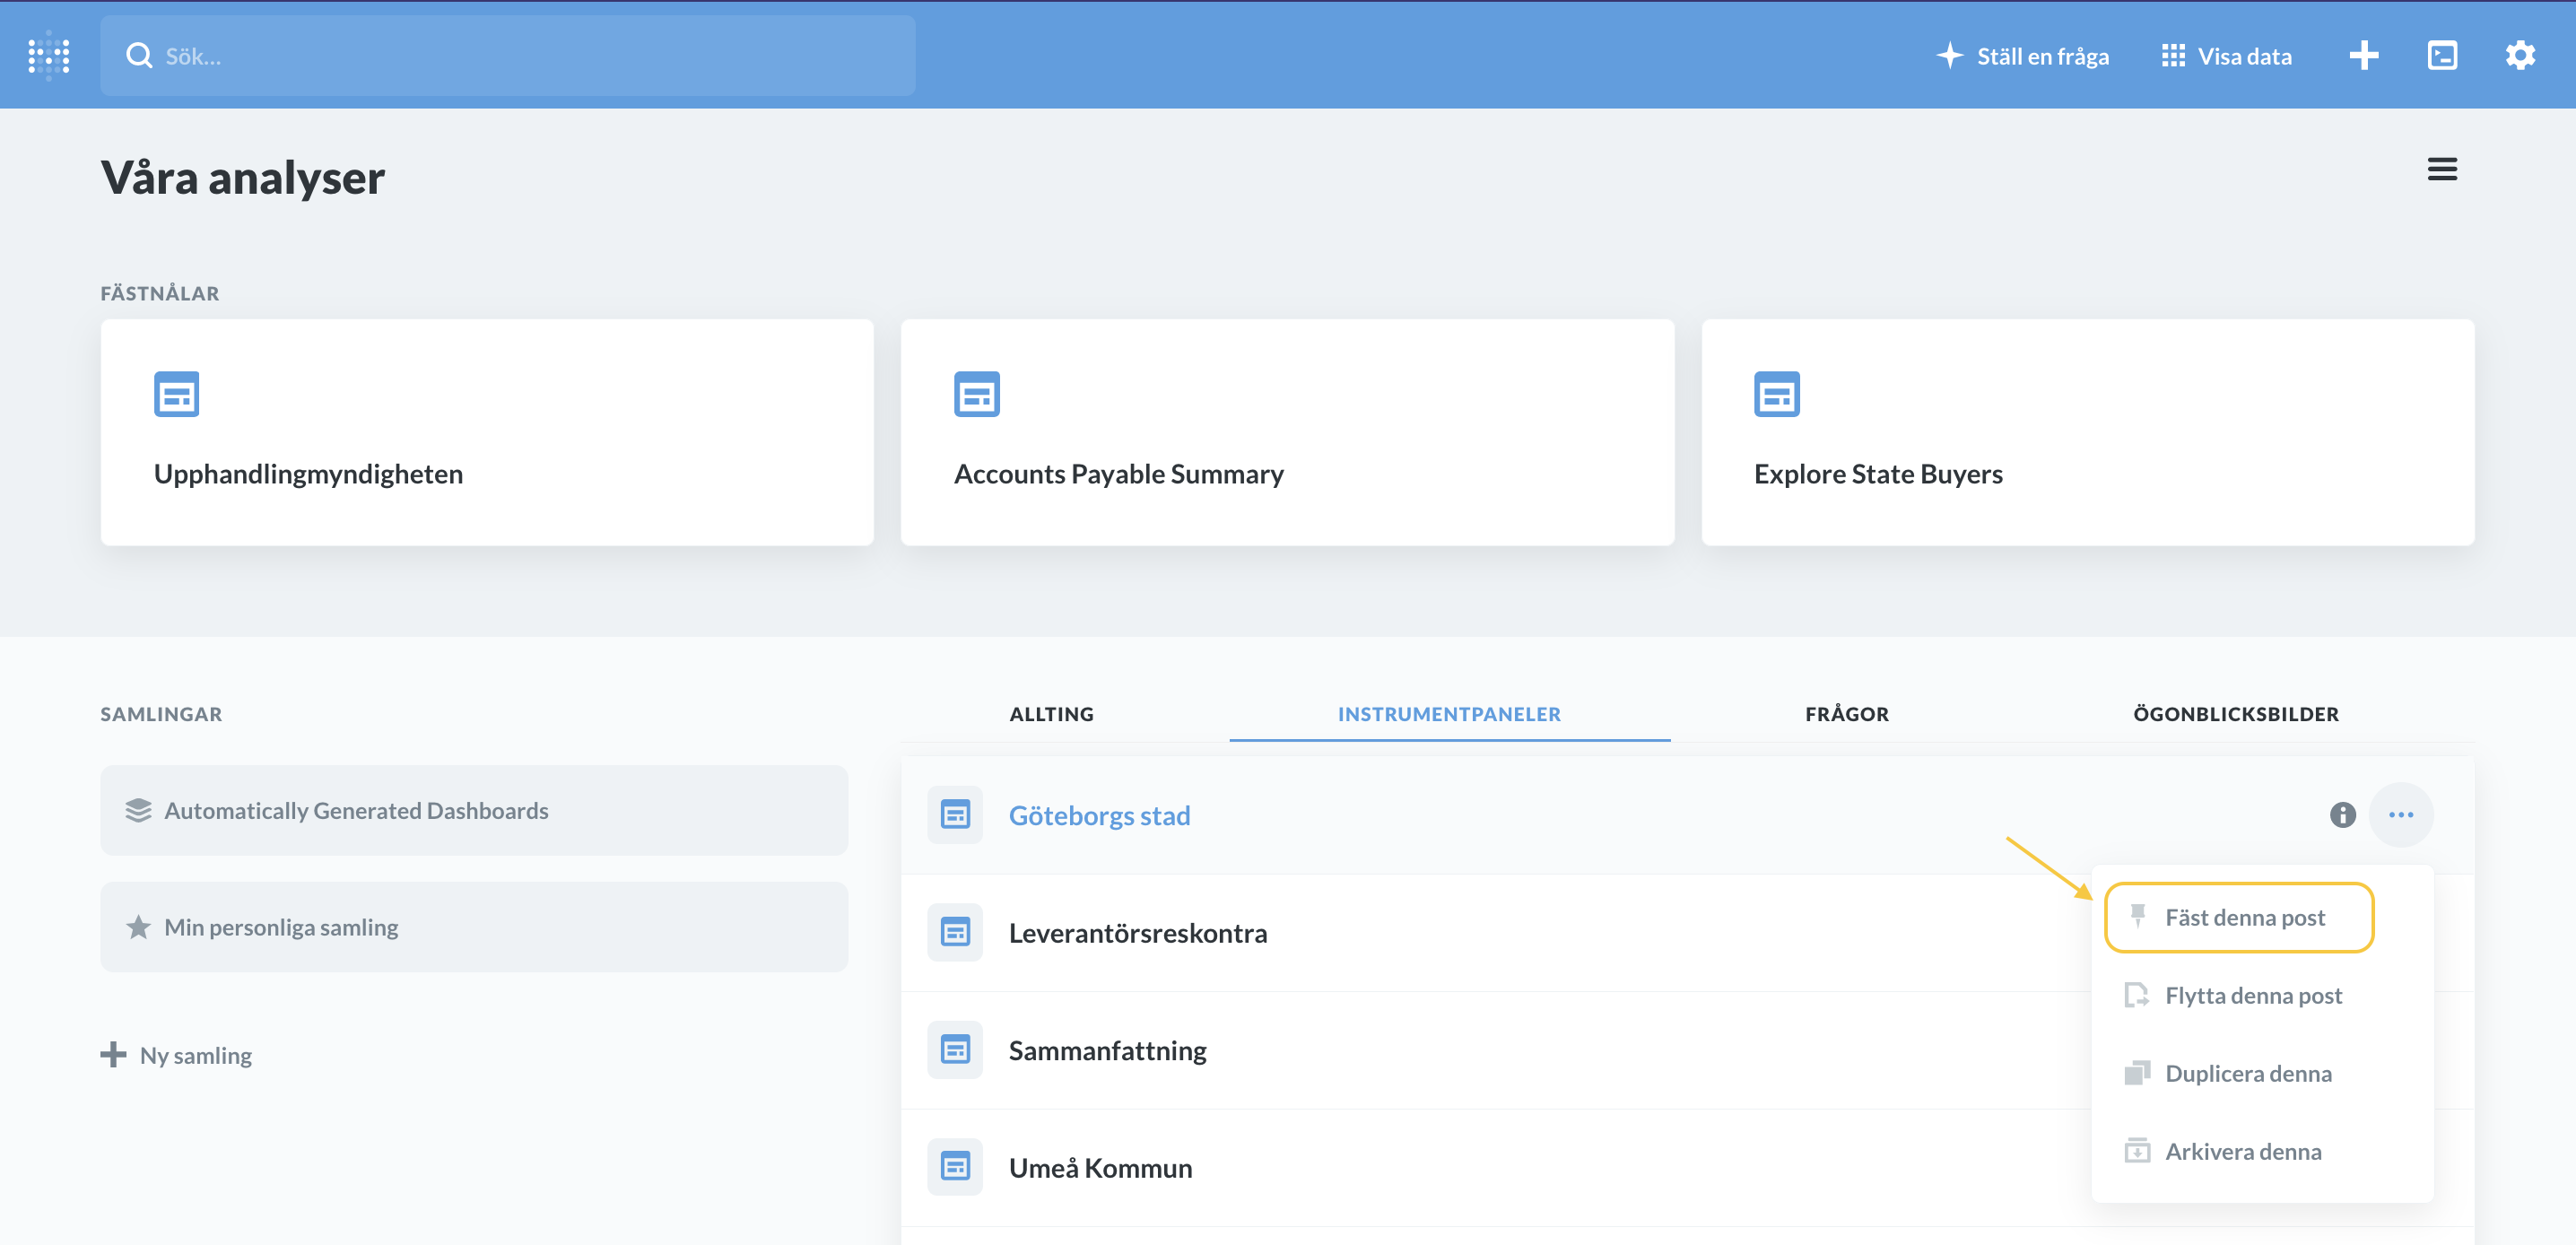 Sök...
Ställ en fråga
Visa data
Våra analyser
FÄSTNÅLAR
Upphandlingmyndigheten
Accounts Payable Summary
Explore State Buyers
SAMLINGAR
Automatically Generated Dashboards
Min personliga samling
Ny samling
ALLTING
INSTRUMENTPANELER
FRÅGOR
ÖGONBLICKSBILDER
Göteborgs stad
Leverantörsreskontra
Sammanfattning
Umeå Kommun
Fäst denna post
Flytta denna post
Duplicera denna
Arkivera denna